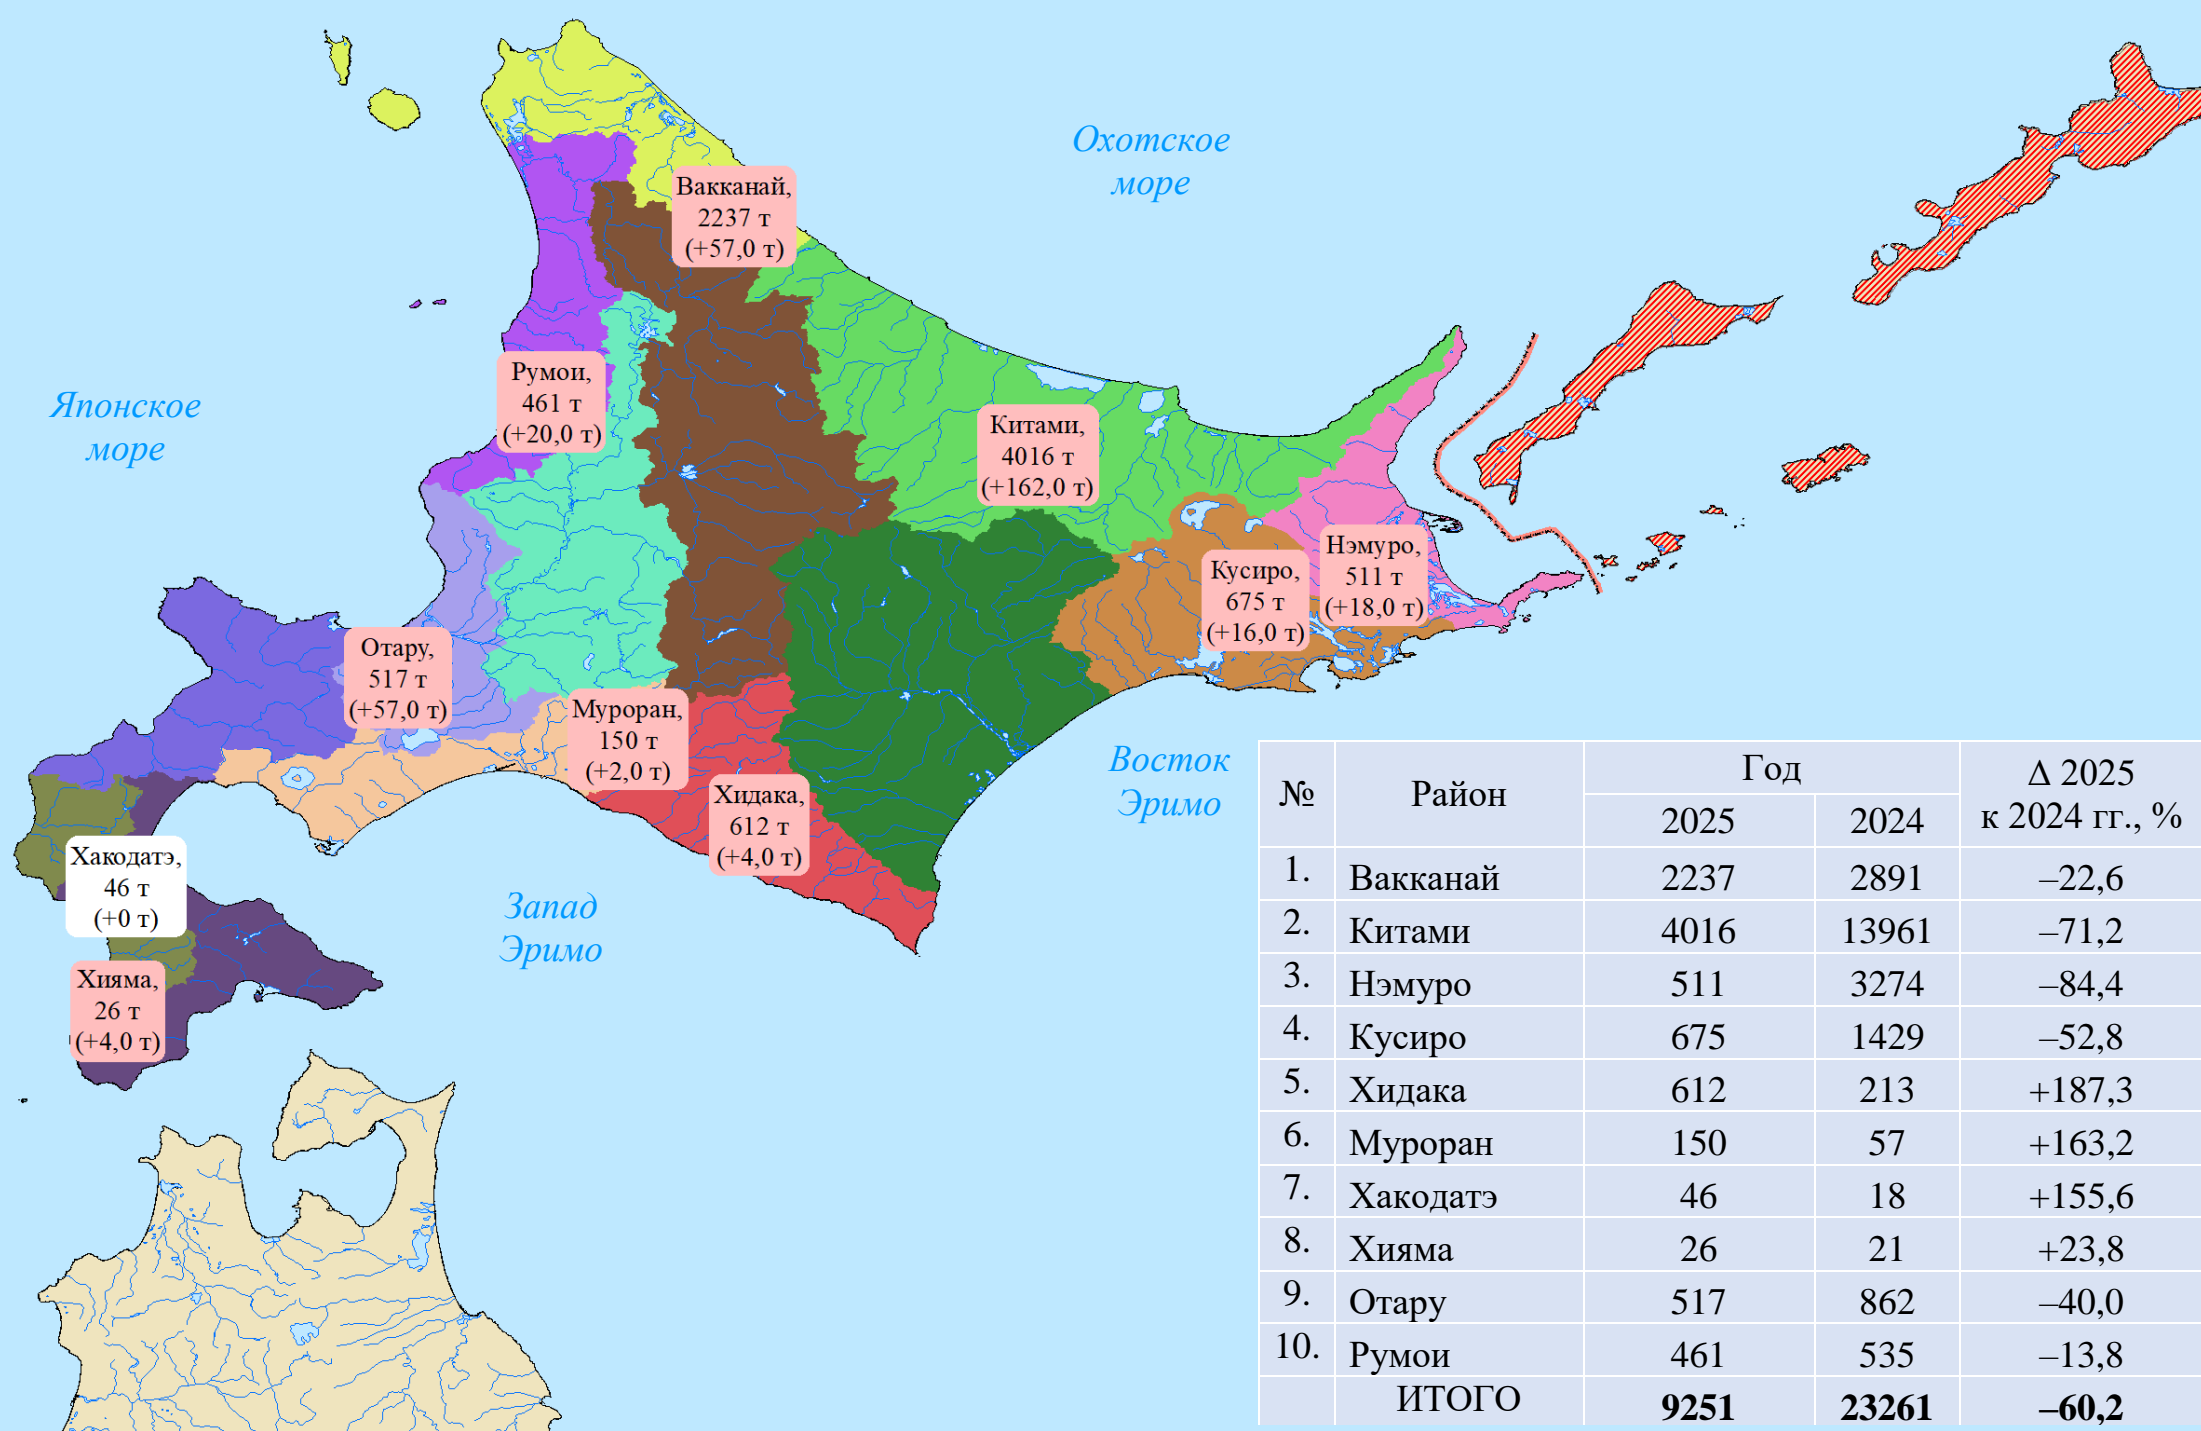 Охотское
море
Вакканай,
2237 т
(+57,0 т)
Румои,
461 т
(+20,0 т)
Японское
море
Китами,
4016 т
(+162,0 т)
Нэмуро,
511 т
(+18,0 т)
Кусиро,
675 т
(+16,0 т)
Отару,
517 т
(+57,0 т)
Муроран,
150 т
(+2,0 т)
Хидака,
612 т
(+4,0 т)
Восток
Эримо
Хакодатэ,
46 т
(+0 т)
Запад
Эримо
Хияма,
26 т
(+4,0 т)
№ Район Год Δ 2025
к 2024 гг., %
2025 2024
1. Вакканай 2237 2891 –22,6
2. Китами 4016 13961 –71,2
3. Нэмуро 511 3274 –84,4
4. Кусиро 675 1429 –52,8
5. Хидака 612 213 +187,3
6. Муроран 150 57 +163,2
7. Хакодатэ 46 18 +155,6
8. Хияма 26 21 +23,8
9. Отару 517 862 –40,0
10. Румои 461 535 –13,8
ИТОГО 9251 23261 –60,2